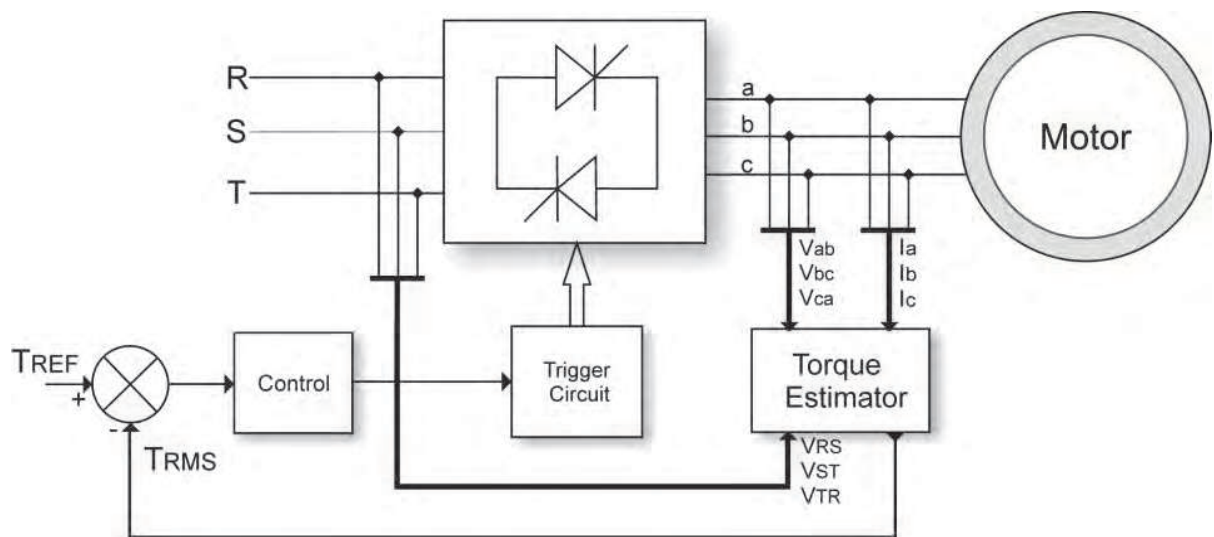 R
S
T
a
b
c
Motor
Vab
Vbc
Vca
Ia
Ib
Ic
TREF
+
-
TRMS
Control
Trigger
Circuit
Torque
Estimator
VRS
VST
VTR